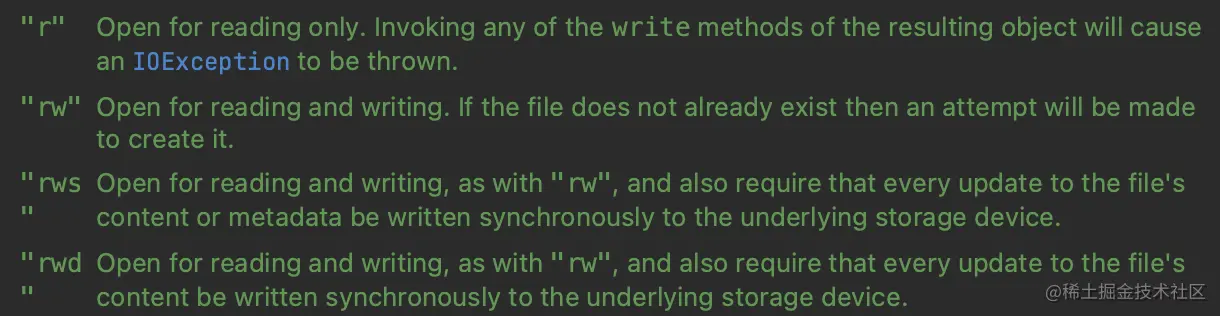 "r" Open for reading only. Invoking any of the write methods of the resulting object will cause
an IOException to be thrown.
"rw" Open for reading and writing. If the file does not already exist then an attempt will be made
to create it.
"rws Open for reading and writing, as with "rw", and also require that every update to the file's
" content or metadata be written synchronously to the underlying storage device.
"rwd Open for reading and writing, as with "rw", and also require that every update to the file's
" content be written synchronously to the underlying storage device.
@稀土掘金技术社区